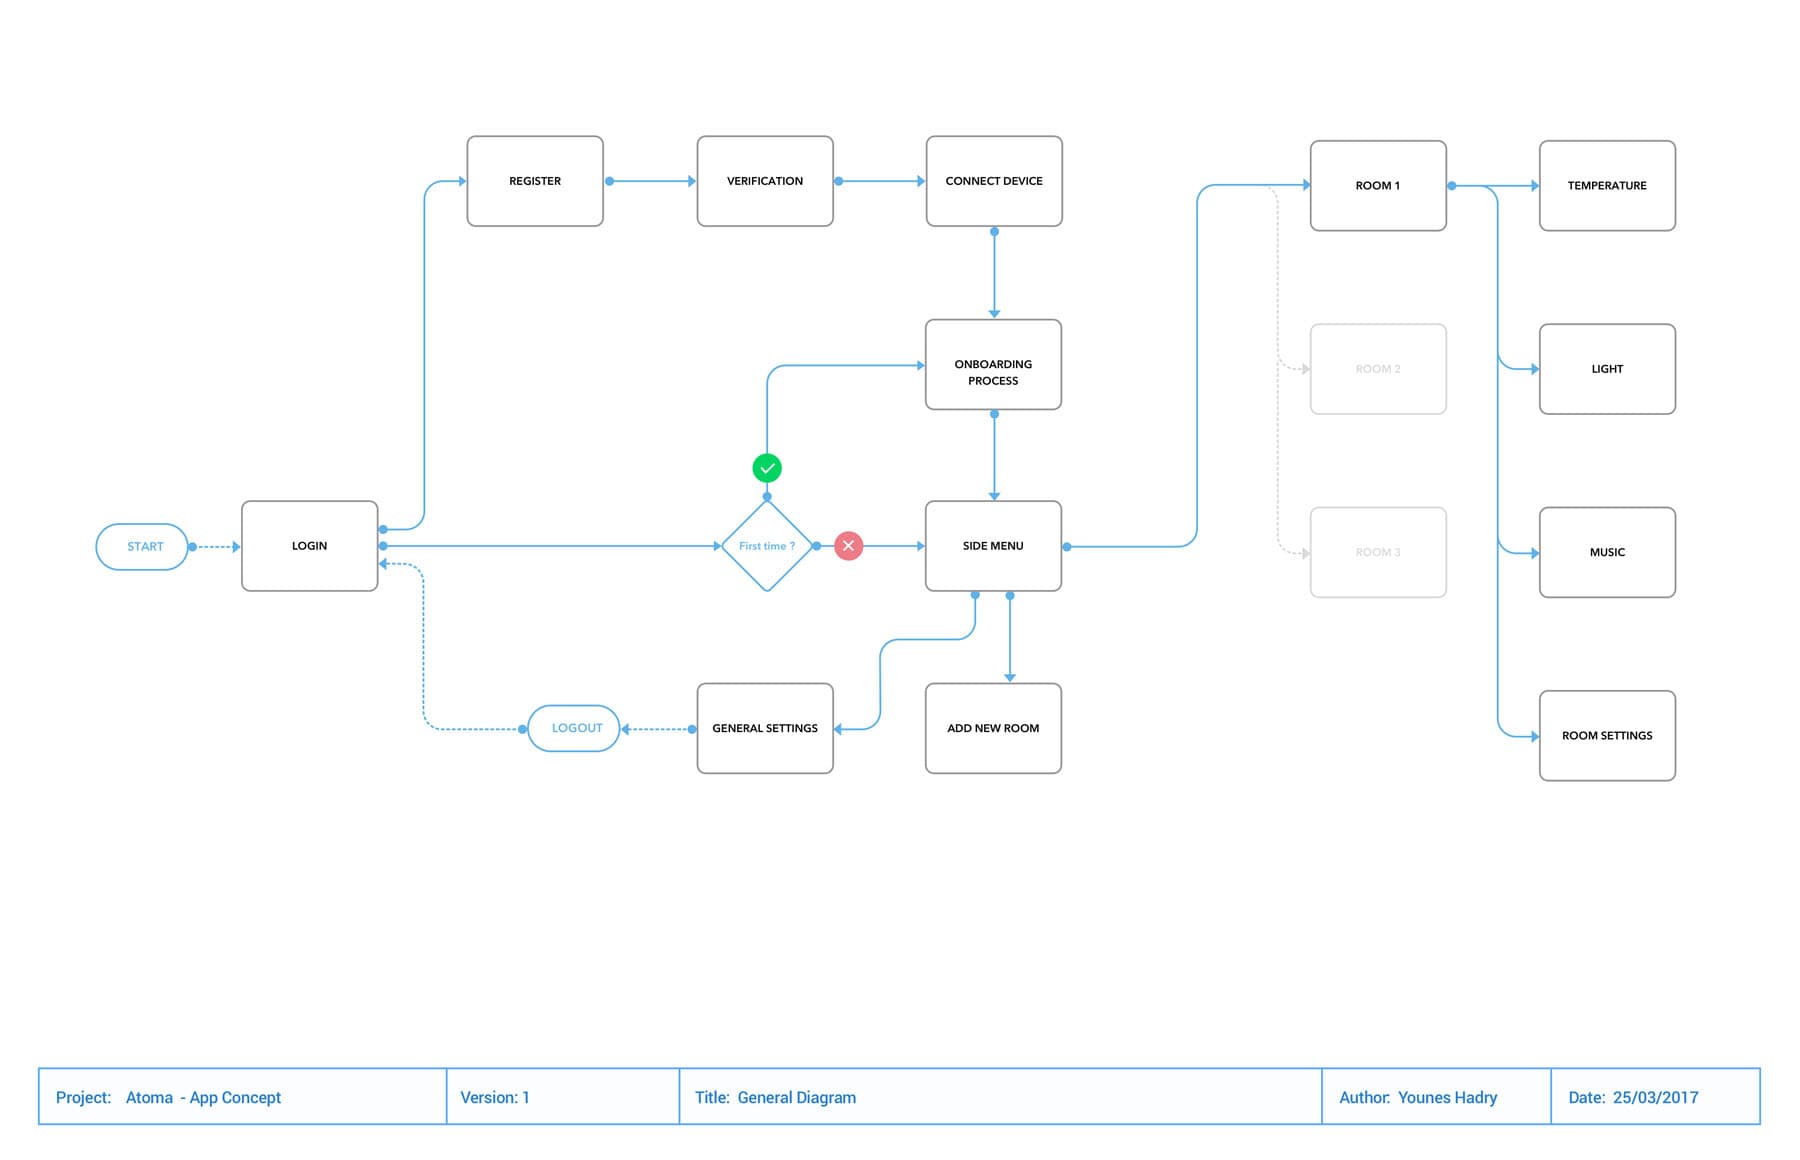 REGISTER
VERIFICATION
CONNECT DEVICE
ROOM 1
TEMPERATURE
ONBOARDING
PROCESS
ROOM 2
LIGHT
START
LOGIN
First time ?
SIDE MENU
ROOM 3
MUSIC
LOGOUT
GENERAL SETTINGS
ADD NEW ROOM
ROOM SETTINGS
Project: Atoma - App Concept
Version: 1
Title: General Diagram
Author: Younes Hadry
Date: 25/03/2017